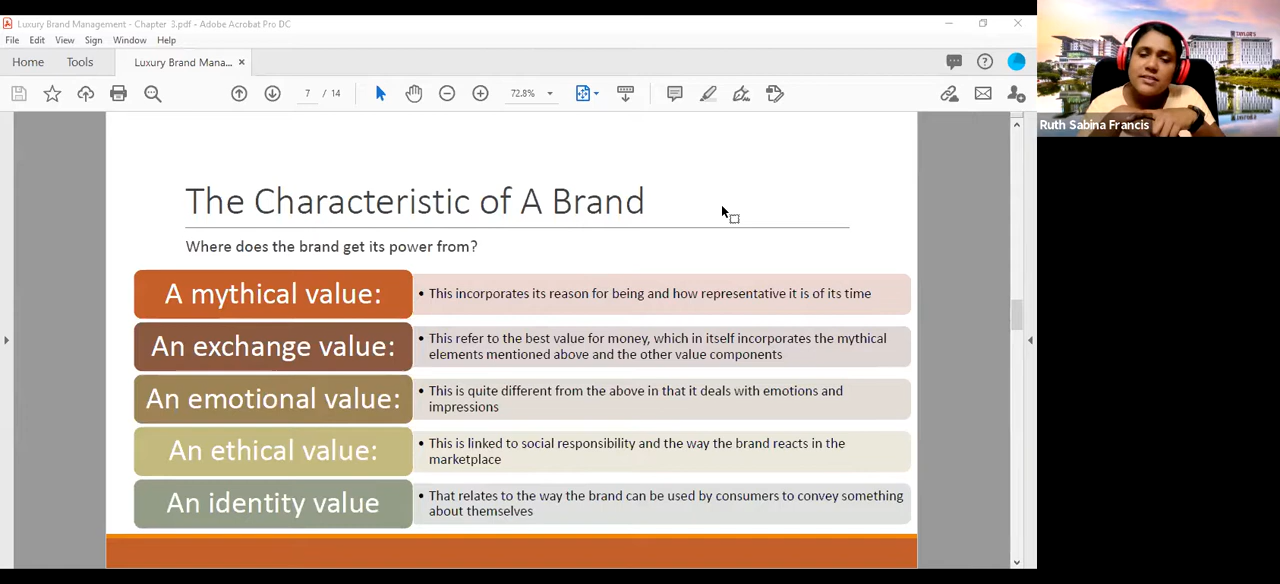 Luxury Brand Management - Chapter 3.pdf - Adobe Acrobat Pro DC
File Edit View Sign Window Help
Home Tools Luxury Brand Mana... ×
7 / 14 72.8%
TAYLOR'S
Ruth Sabina Francis
The Characteristic of A Brand
Where does the brand get its power from?
A mythical value:
• This incorporates its reason for being and how representative it is of its time
An exchange value:
• This refer to the best value for money, which in itself incorporates the mythical
elements mentioned above and the other value components
An emotional value:
• This is quite different from the above in that it deals with emotions and
impressions
An ethical value:
• This is linked to social responsibility and the way the brand reacts in the
marketplace
An identity value
• That relates to the way the brand can be used by consumers to convey something
about themselves